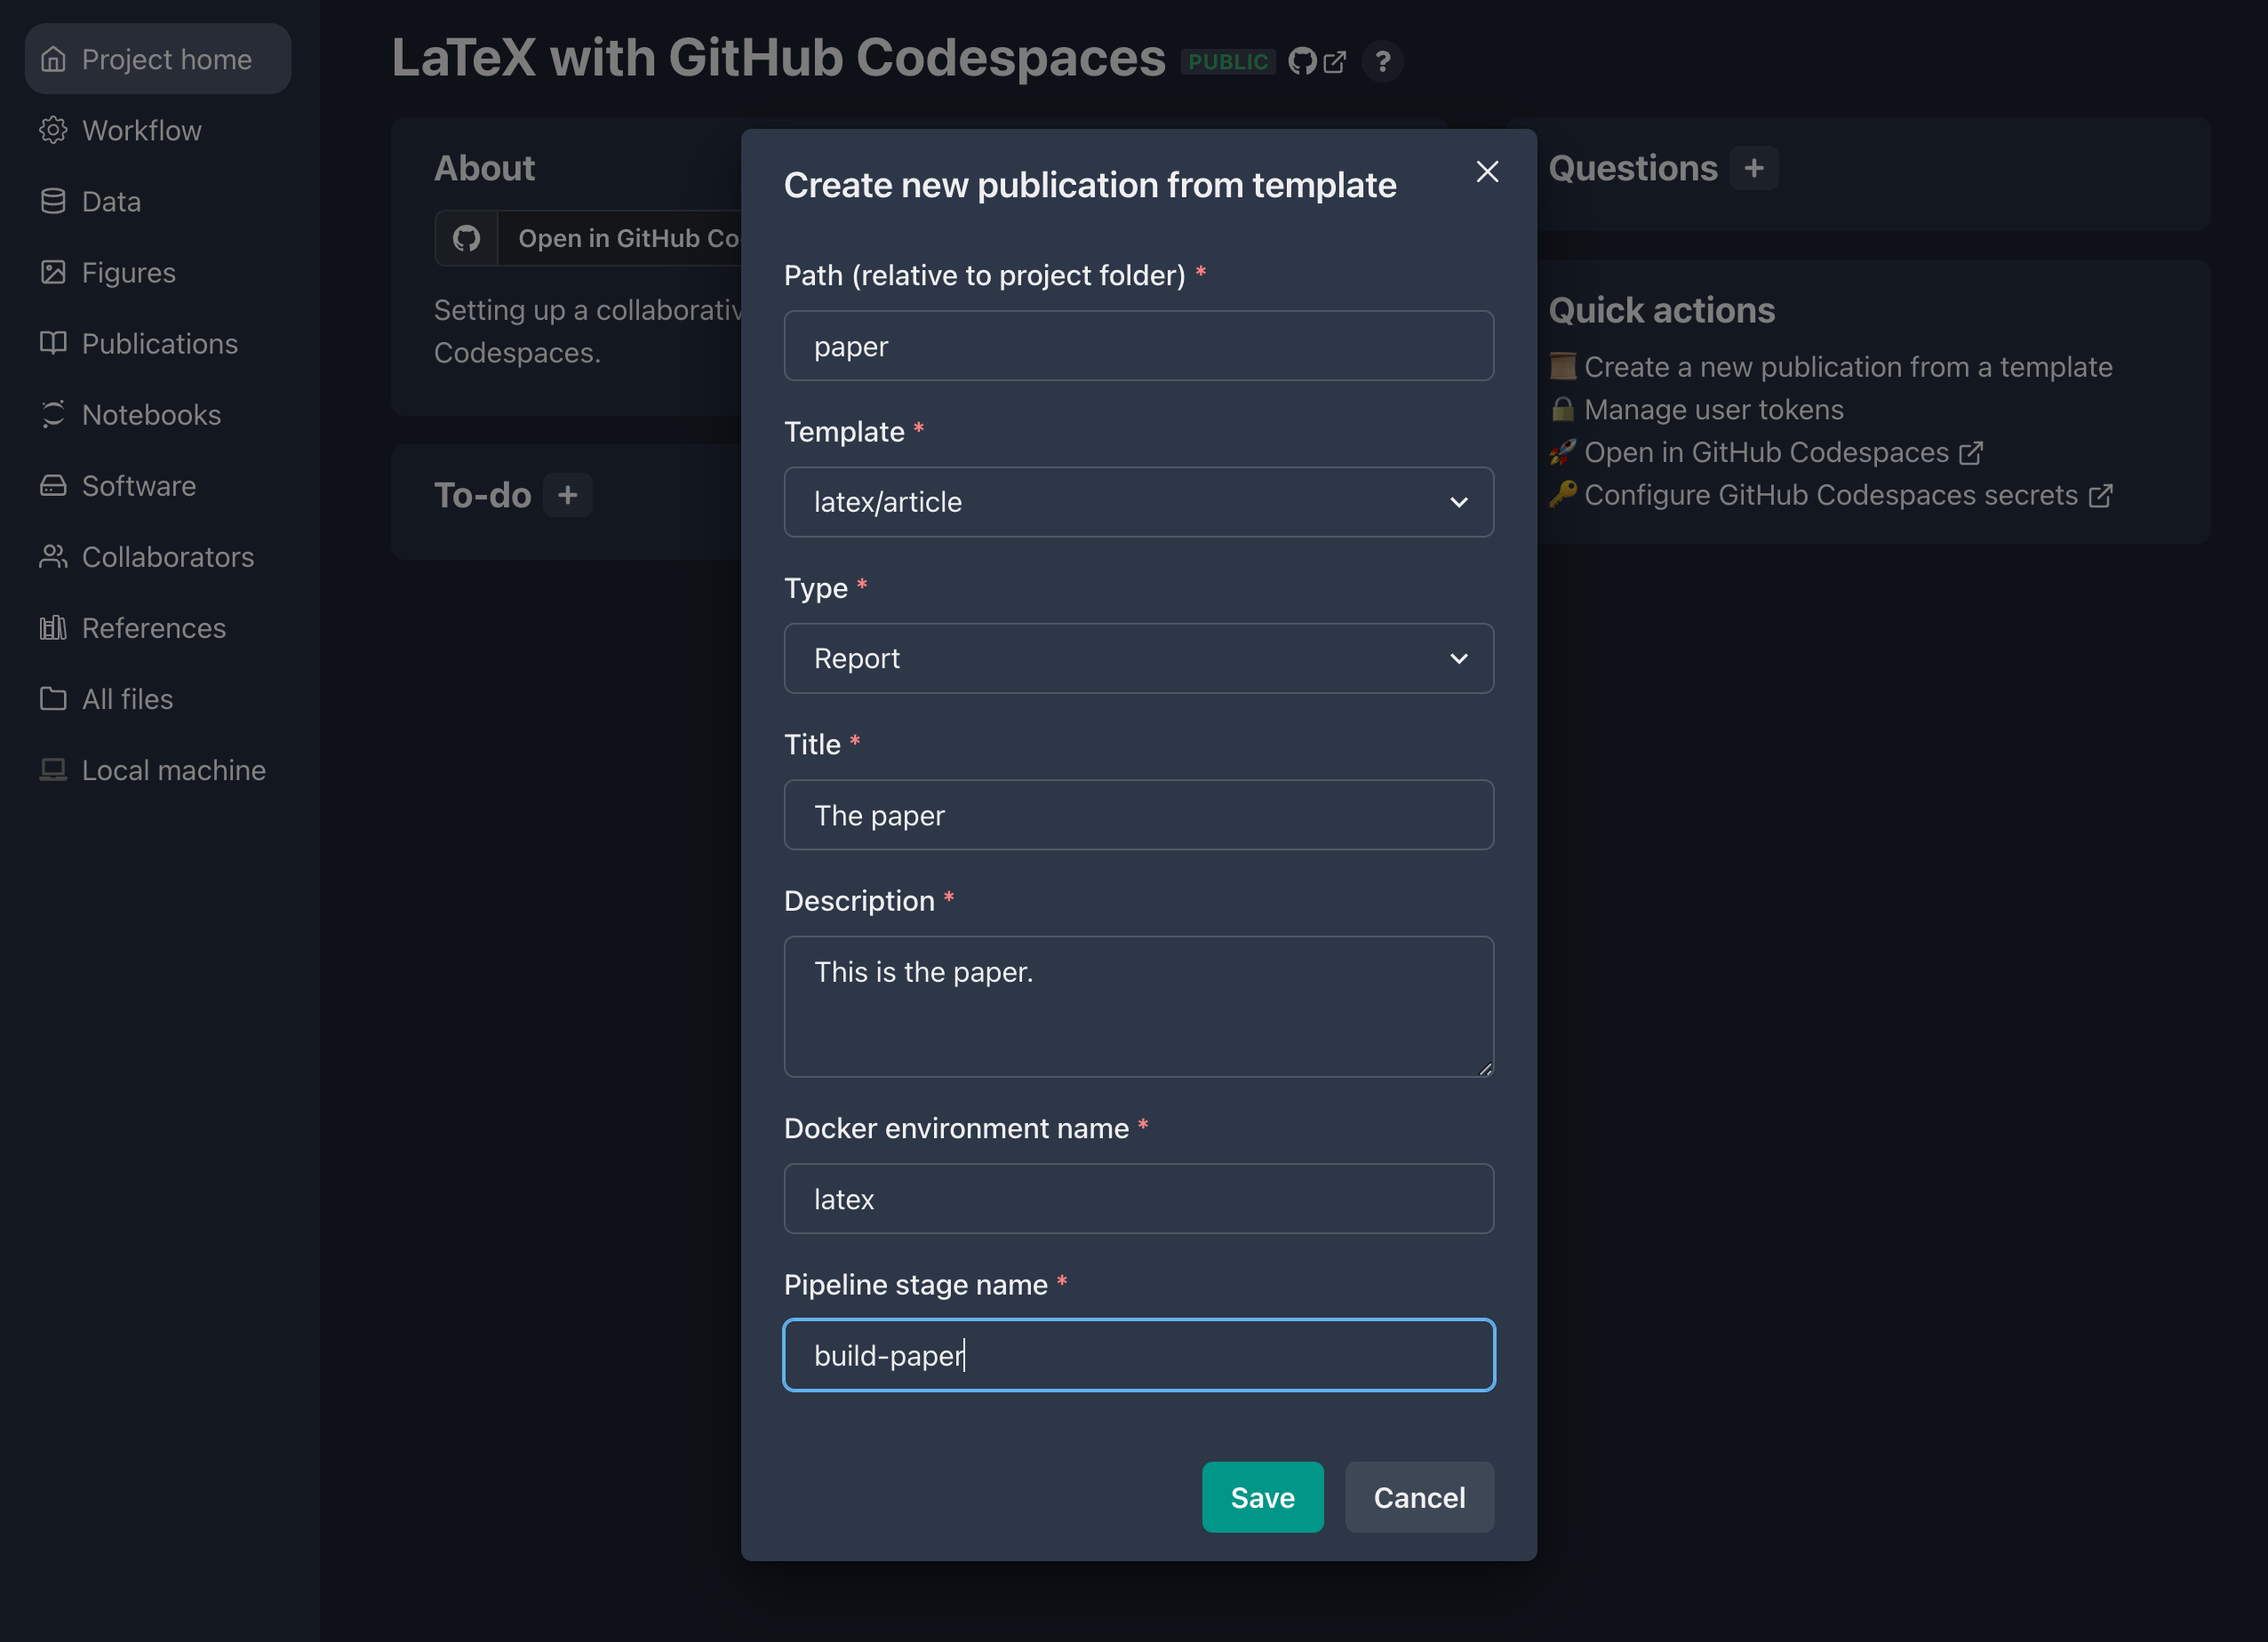 Project home
Workflow
Data
Figures
Publications
Notebooks
Software
Collaborators
References
All files
Local machine
LaTeX with GitHub Codespaces PUBLIC ?
About
Open in GitHub Co
Setting up a collaborativ
Codespaces.
To-do +
Create new publication from template
Path (relative to project folder) *
paper
Template *
latex/article
Type *
Report
Title *
The paper
Description *
This is the paper.
Docker environment name *
latex
Pipeline stage name *
build-paper
Save Cancel
Questions +
Quick actions
Create a new publication from a template
Manage user tokens
Open in GitHub Codespaces
Configure GitHub Codespaces secrets